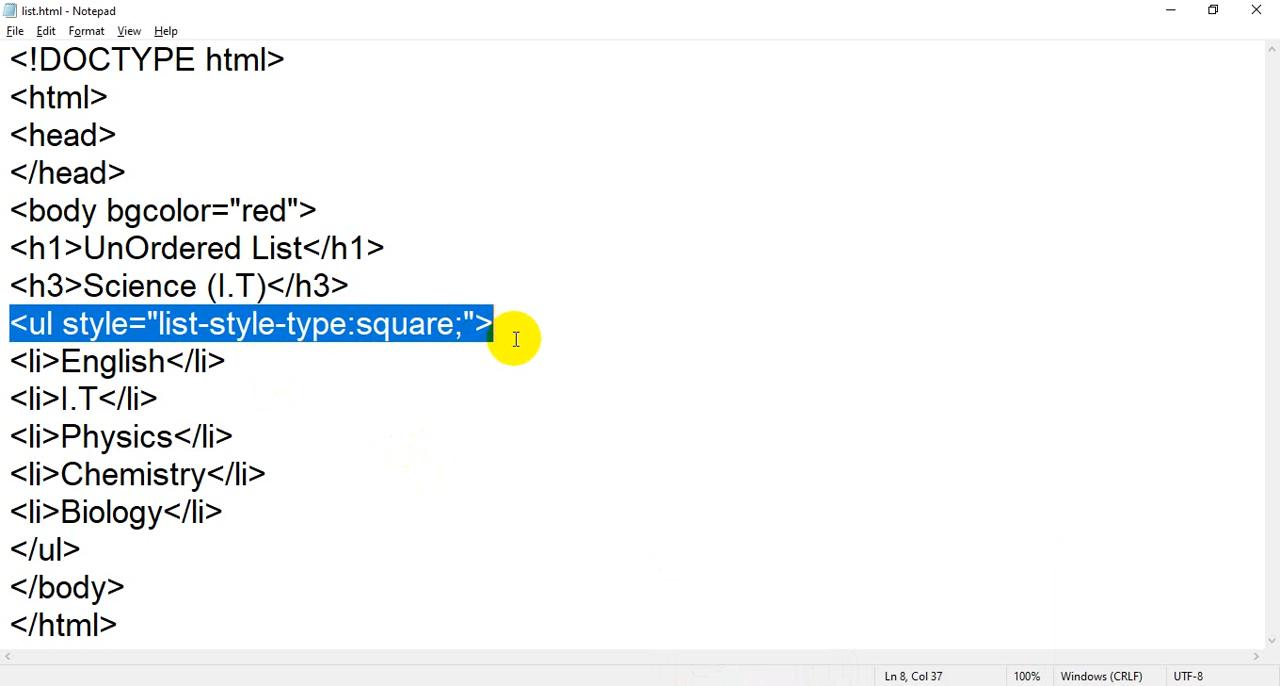 list.html - Notepad
File Edit Format View Help
<!DOCTYPE html>
<html>
<head>
</head>
<body bgcolor="red">
<h1>UnOrdered List</h1>
<h3>Science (I.T)</h3>
<ul style="list-style-type:square;">
<li>English</li>
<li>I.T</li>
<li>Physics</li>
<li>Chemistry</li>
<li>Biology</li>
</ul>
</body>
</html>
Ln 8, Col 37 100% Windows (CRLF) UTF-8